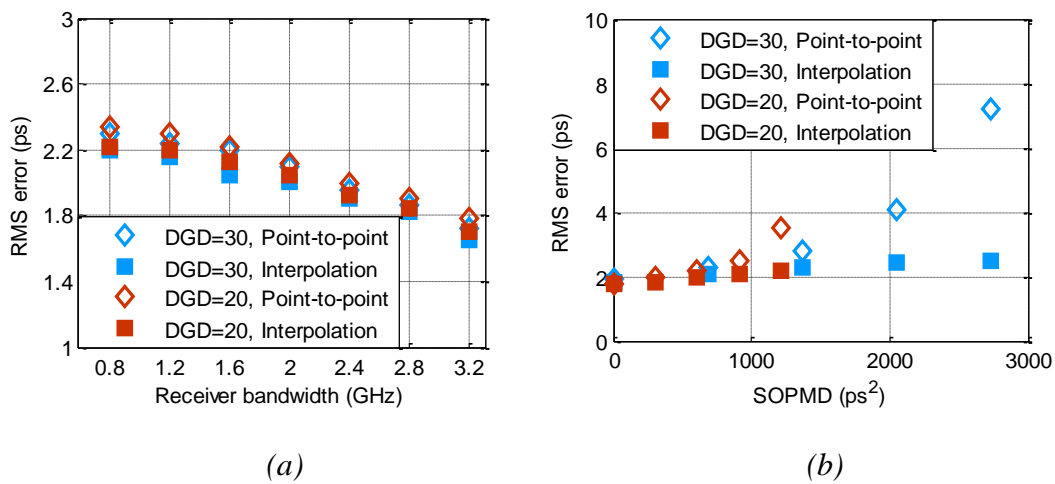 3
2.6
2.2
1.8
1.4
1
RMS error (ps)
DGD=30, Point-to-point
DGD=30, Interpolation
DGD=20, Point-to-point
DGD=20, Interpolation
0.8 1.2 1.6 2 2.4 2.8 3.2
Receiver bandwidth (GHz)
(a)
10
8
6
4
2
0
RMS error (ps)
DGD=30, Point-to-point
DGD=30, Interpolation
DGD=20, Point-to-point
DGD=20, Interpolation
0 1000 2000 3000
SOPMD (ps²)
(b)